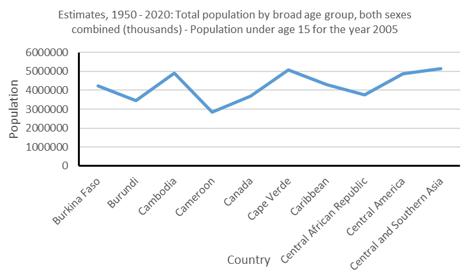 Estimates, 1950 - 2020: Total population by broad age group, both sexes
combined (thousands) - Population under age 15 for the year 2005
Population
6000000
5000000
4000000
3000000
2000000
1000000
0
Burkina Faso
Burundi
Cambodia
Cameroon
Canada
Cape Verde
Caribbean
Central African Republic
Central America
Central and Southern Asia
Country